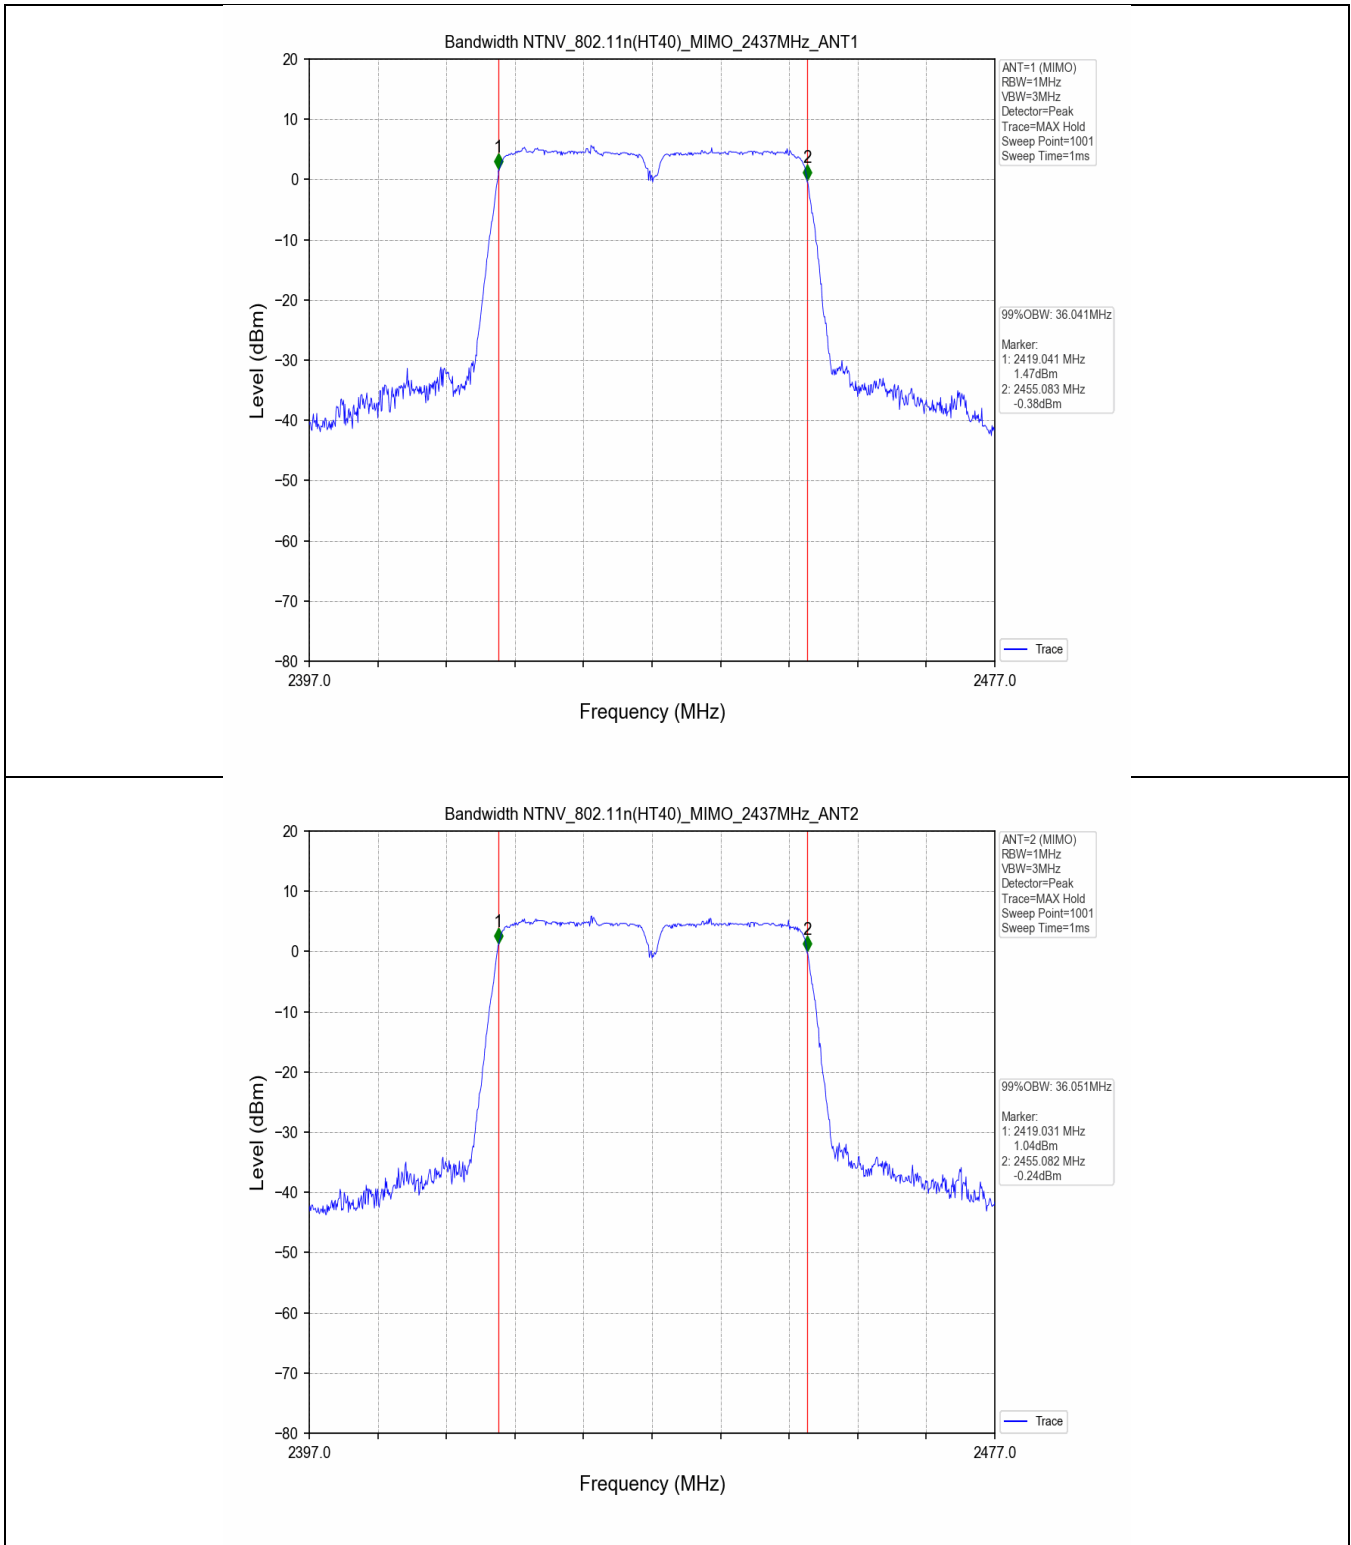 Bandwidth NTNV_802.11n(HT40)_MIMO_2437MHz_ANT1
20
10
0
−10
−20
−30
−40
−50
−60
−70
−80
Level (dBm)
1
2
2397.0
2477.0
Frequency (MHz)
ANT=1 (MIMO)
RBW=1MHz
VBW=3MHz
Detector=Peak
Trace=MAX Hold
Sweep Point=1001
Sweep Time=1ms
99%OBW: 36.041MHz
Marker:
1: 2419.041 MHz
1.47dBm
2: 2455.083 MHz
-0.38dBm
Trace
Bandwidth NTNV_802.11n(HT40)_MIMO_2437MHz_ANT2
20
10
0
−10
−20
−30
−40
−50
−60
−70
−80
Level (dBm)
1
2
2397.0
2477.0
Frequency (MHz)
ANT=2 (MIMO)
RBW=1MHz
VBW=3MHz
Detector=Peak
Trace=MAX Hold
Sweep Point=1001
Sweep Time=1ms
99%OBW: 36.051MHz
Marker:
1: 2419.031 MHz
1.04dBm
2: 2455.082 MHz
-0.24dBm
Trace